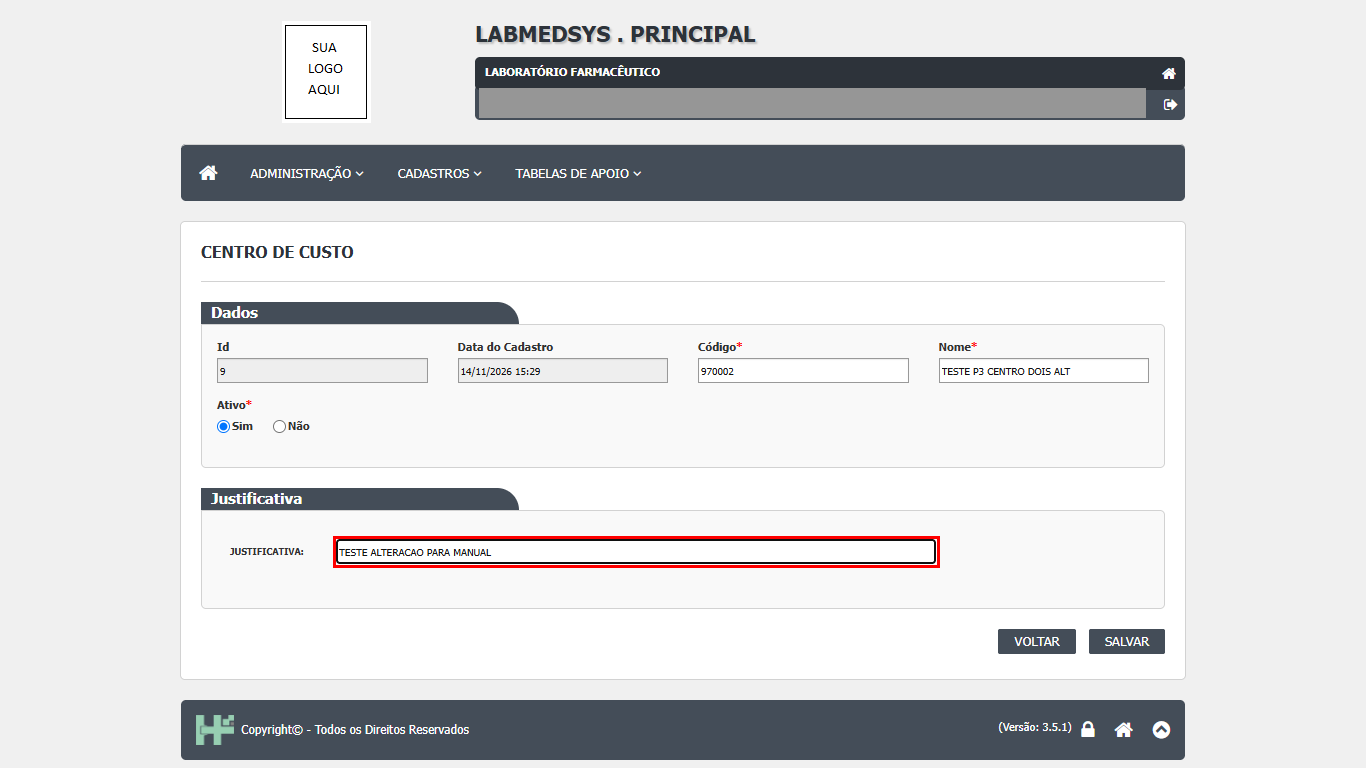 SUA
LOGO
AQUI
LABMEDSYS . PRINCIPAL
LABORATÓRIO FARMACÊUTICO
ADMINISTRAÇÃO
CADASTROS
TABELAS DE APOIO
CENTRO DE CUSTO
Dados
Id
Data do Cadastro
Código*
Nome*
9
14/11/2026 15:29
970002
TESTE P3 CENTRO DOIS ALT
Ativo*
Sim
Não
Justificativa
JUSTIFICATIVA:
TESTE ALTERACAO PARA MANUAL
VOLTAR
SALVAR
Copyright© - Todos os Direitos Reservados
(Versão: 3.5.1)